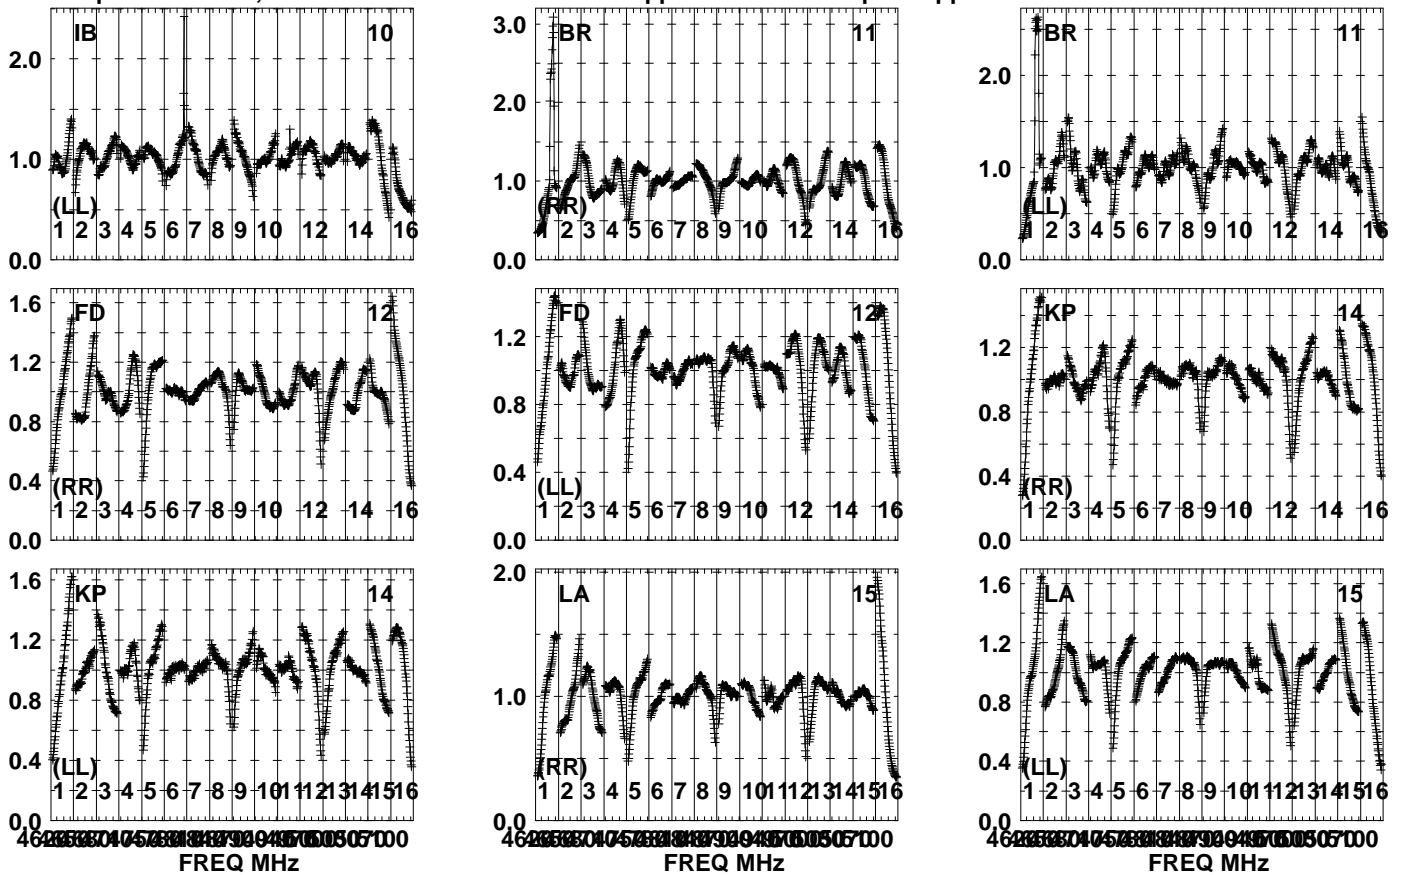 IB 10
2.0
1.0
0.0
(LL)
1 2 3 4 5 6 7 8 9 10 12 14 16
BR 11
3.0
2.0
1.0
0.0
(RR)
1 2 3 4 5 6 7 8 9 10 12 14 16
BR 11
2.0
1.0
0.0
(LL)
1 2 3 4 5 6 7 8 9 10 12 14 16
FD 12
1.6
1.2
0.8
0.4
0.0
(RR)
1 2 3 4 5 6 7 8 9 10 12 14 16
FD 12
1.2
0.8
0.4
0.0
(LL)
1 2 3 4 5 6 7 8 9 10 12 14 16
KP 14
1.2
0.8
0.4
0.0
(RR)
1 2 3 4 5 6 7 8 9 10 12 14 16
KP 14
1.6
1.2
0.8
0.4
0.0
(LL)
1 2 3 4 5 6 7 8 9 10 11 12 13 14 15 16
FREQ MHz
LA 15
2.0
1.0
0.0
(RR)
1 2 3 4 5 6 7 8 9 10 11 12 13 14 15 16
FREQ MHz
LA 15
1.6
1.2
0.8
0.4
0.0
(LL)
1 2 3 4 5 6 7 8 9 10 11 12 13 14 15 16
FREQ MHz